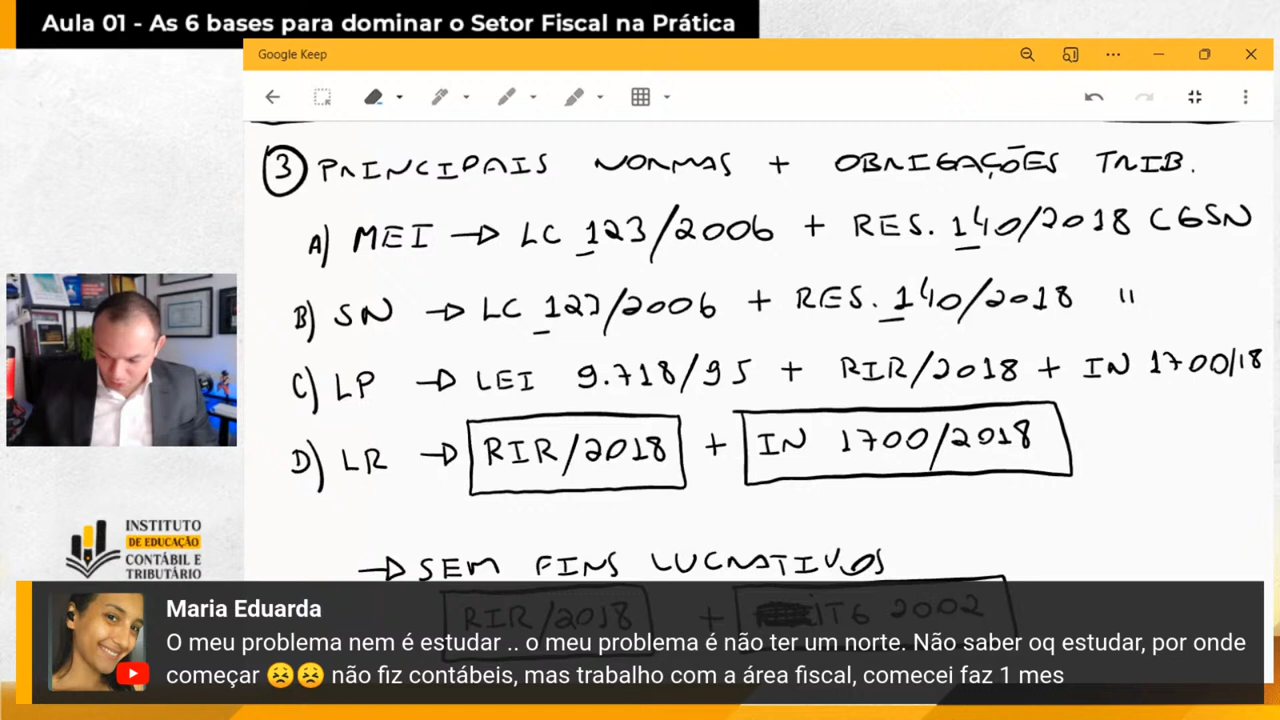 Aula 01 - As 6 bases para dominar o Setor Fiscal na Prática
Google Keep
3 PRINCIPAIS NORMAS + OBRIGAÇÕES TRIB.
A) MEI → LC 123/2006 + RES. 140/2018 CGSN
B) SN → LC 123/2006 + RES. 140/2018 "
C) LP → LEI 9.718/95 + RIR/2018 + IN 1700/18
D) LR → RIR/2018 + IN 1700/2018
→ SEM FINS LUCRATIVOS
RIR/2018 + ITG 2002
INSTITUTO
DE EDUCAÇÃO
CONTÁBIL E
TRIBUTÁRIO
Maria Eduarda
O meu problema nem é estudar .. o meu problema é não ter um norte. Não saber oq estudar, por onde
começar 😣😣 não fiz contábeis, mas trabalho com a área fiscal, comecei faz 1 mes